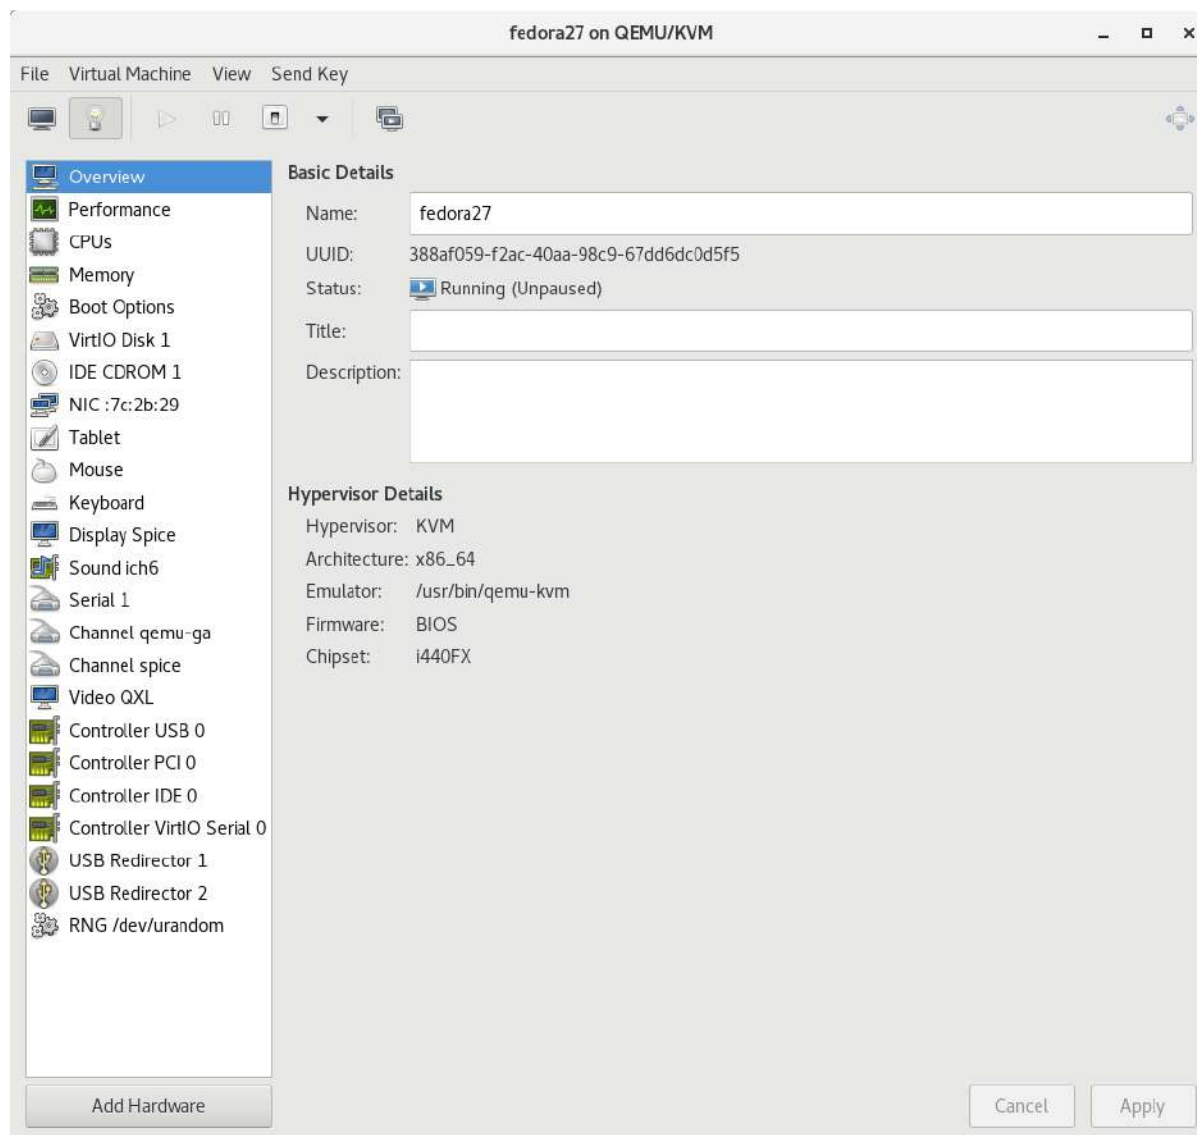 fedora27 on QEMU/KVM
File Virtual Machine View Send Key
Overview
Performance
CPUs
Memory
Boot Options
VirtIO Disk 1
IDE CDROM 1
NIC :7c:2b:29
Tablet
Mouse
Keyboard
Display Spice
Sound ich6
Serial 1
Channel qemu-ga
Channel spice
Video QXL
Controller USB 0
Controller PCI 0
Controller IDE 0
Controller VirtIO Serial 0
USB Redirector 1
USB Redirector 2
RNG /dev/urandom
Add Hardware
Basic Details
Name: fedora27
UUID: 388af059-f2ac-40aa-98c9-67dd6dc0d5f5
Status: Running (Unpaused)
Title:
Description:
Hypervisor Details
Hypervisor: KVM
Architecture: x86_64
Emulator: /usr/bin/qemu-kvm
Firmware: BIOS
Chipset: i440FX
Cancel Apply